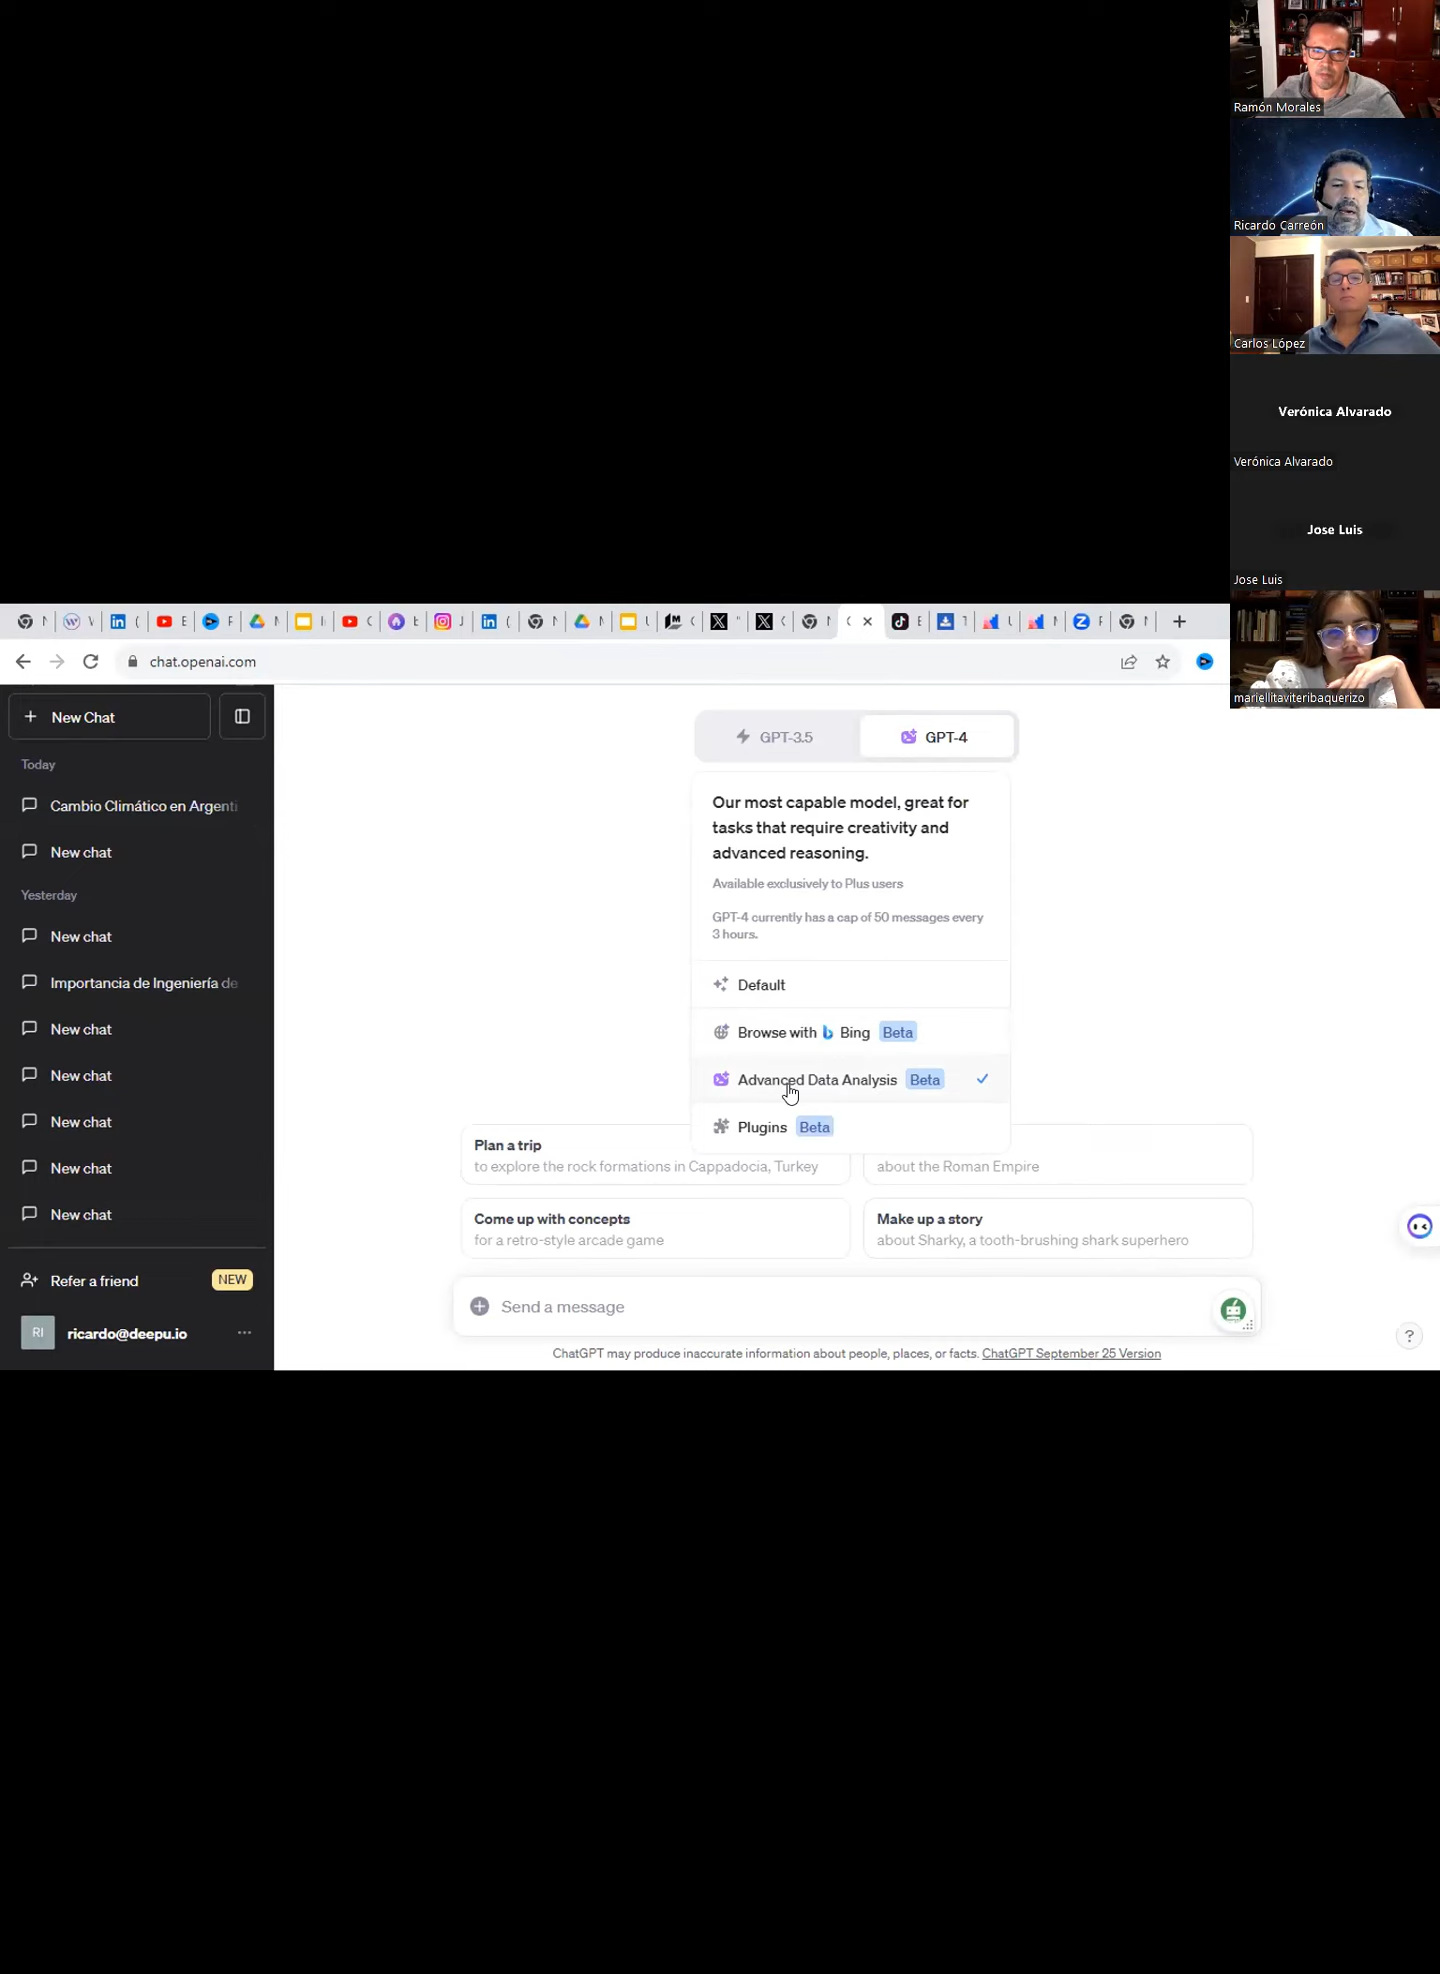 Ramón Morales
Ricardo Carreón
Carlos López
Verónica Alvarado
Verónica Alvarado
Jose Luis
Jose Luis
mariellitaviteribaquerizo
chat.openai.com
New Chat
Today
Cambio Climático en Argenti
New chat
Yesterday
New chat
Importancia de Ingeniería de
New chat
New chat
New chat
New chat
New chat
Refer a friend NEW
RI ricardo@deepu.io
GPT-3.5 GPT-4
Our most capable model, great for
tasks that require creativity and
advanced reasoning.
Available exclusively to Plus users
GPT-4 currently has a cap of 50 messages every
3 hours.
Default
Browse with Bing Beta
Advanced Data Analysis Beta
Plugins Beta
Plan a trip
to explore the rock formations in Cappadocia, Turkey
about the Roman Empire
Come up with concepts
for a retro-style arcade game
Make up a story
about Sharky, a tooth-brushing shark superhero
Send a message
ChatGPT may produce inaccurate information about people, places, or facts. ChatGPT September 25 Version
?